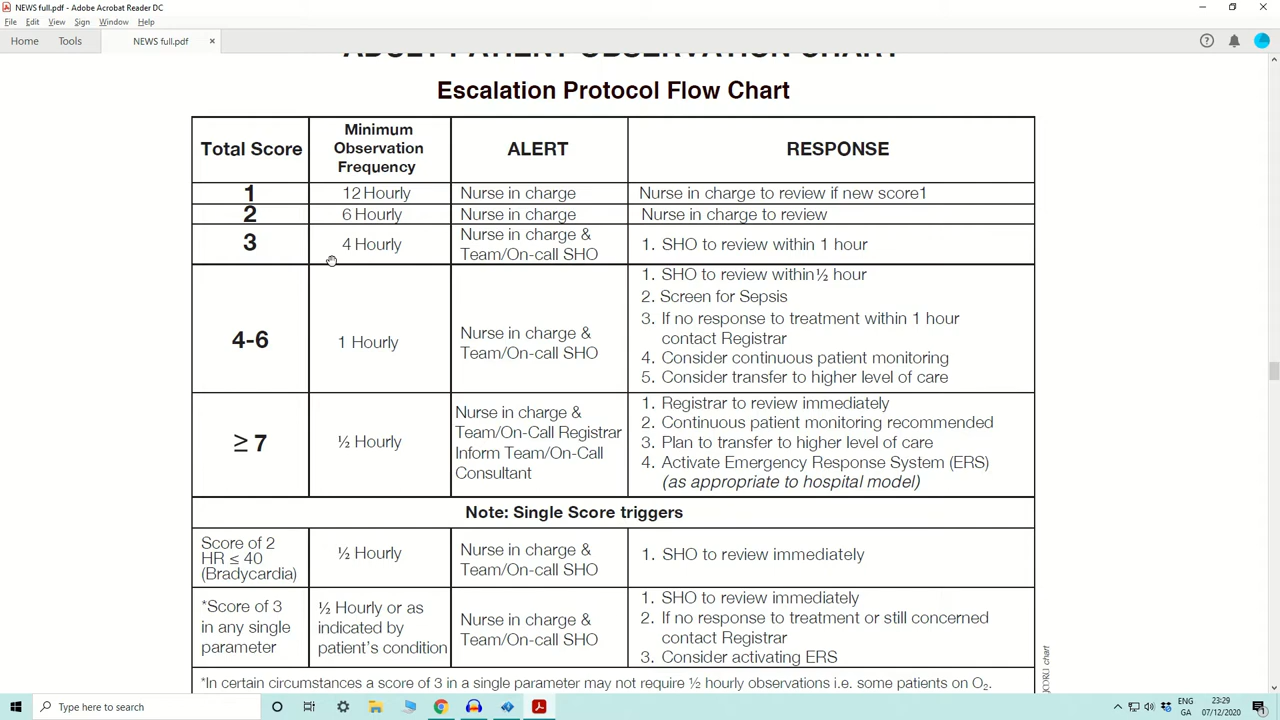 NEWS full.pdf - Adobe Acrobat Reader DC
File Edit View Sign Window Help
Home Tools NEWS full.pdf ×
ADULT PATIENT OBSERVATION CHART
Escalation Protocol Flow Chart
Total Score
Minimum
Observation
Frequency
ALERT
RESPONSE
1
12 Hourly
Nurse in charge
Nurse in charge to review if new score1
2
6 Hourly
Nurse in charge
Nurse in charge to review
3
4 Hourly
Nurse in charge &
Team/On-call SHO
1. SHO to review within 1 hour
4-6
1 Hourly
Nurse in charge &
Team/On-call SHO
1. SHO to review within½ hour
2. Screen for Sepsis
3. If no response to treatment within 1 hour
contact Registrar
4. Consider continuous patient monitoring
5. Consider transfer to higher level of care
≥ 7
½ Hourly
Nurse in charge &
Team/On-Call Registrar
Inform Team/On-Call
Consultant
1. Registrar to review immediately
2. Continuous patient monitoring recommended
3. Plan to transfer to higher level of care
4. Activate Emergency Response System (ERS)
(as appropriate to hospital model)
Note: Single Score triggers
Score of 2
HR ≤ 40
(Bradycardia)
½ Hourly
Nurse in charge &
Team/On-call SHO
1. SHO to review immediately
*Score of 3
in any single
parameter
½ Hourly or as
indicated by
patient's condition
Nurse in charge &
Team/On-call SHO
1. SHO to review immediately
2. If no response to treatment or still concerned
contact Registrar
3. Consider activating ERS
*In certain circumstances a score of 3 in a single parameter may not require ½ hourly observations i.e. some patients on O₂.
chart
Type here to search
ENG
GA
23:29
07/12/2020
1